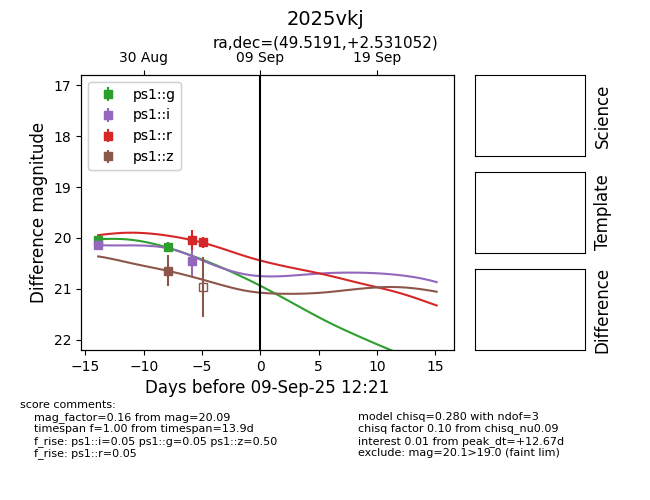 2025vkj
ra,dec=(49.5191,+2.531052)
30 Aug 09 Sep 19 Sep
17
18
19
20
21
22
Difference magnitude
ps1::g
ps1::i
ps1::r
ps1::z
−15 −10 −5 0 5 10 15
Days before 09-Sep-25 12:21
Science
Template
Difference
score comments:
mag_factor=0.16 from mag=20.09
timespan f=1.00 from timespan=13.9d
f_rise: ps1::i=0.05 ps1::g=0.05 ps1::z=0.50
f_rise: ps1::r=0.05
model chisq=0.280 with ndof=3
chisq factor 0.10 from chisq_nu0.09
interest 0.01 from peak_dt=+12.67d
exclude: mag=20.1>19.0 (faint lim)